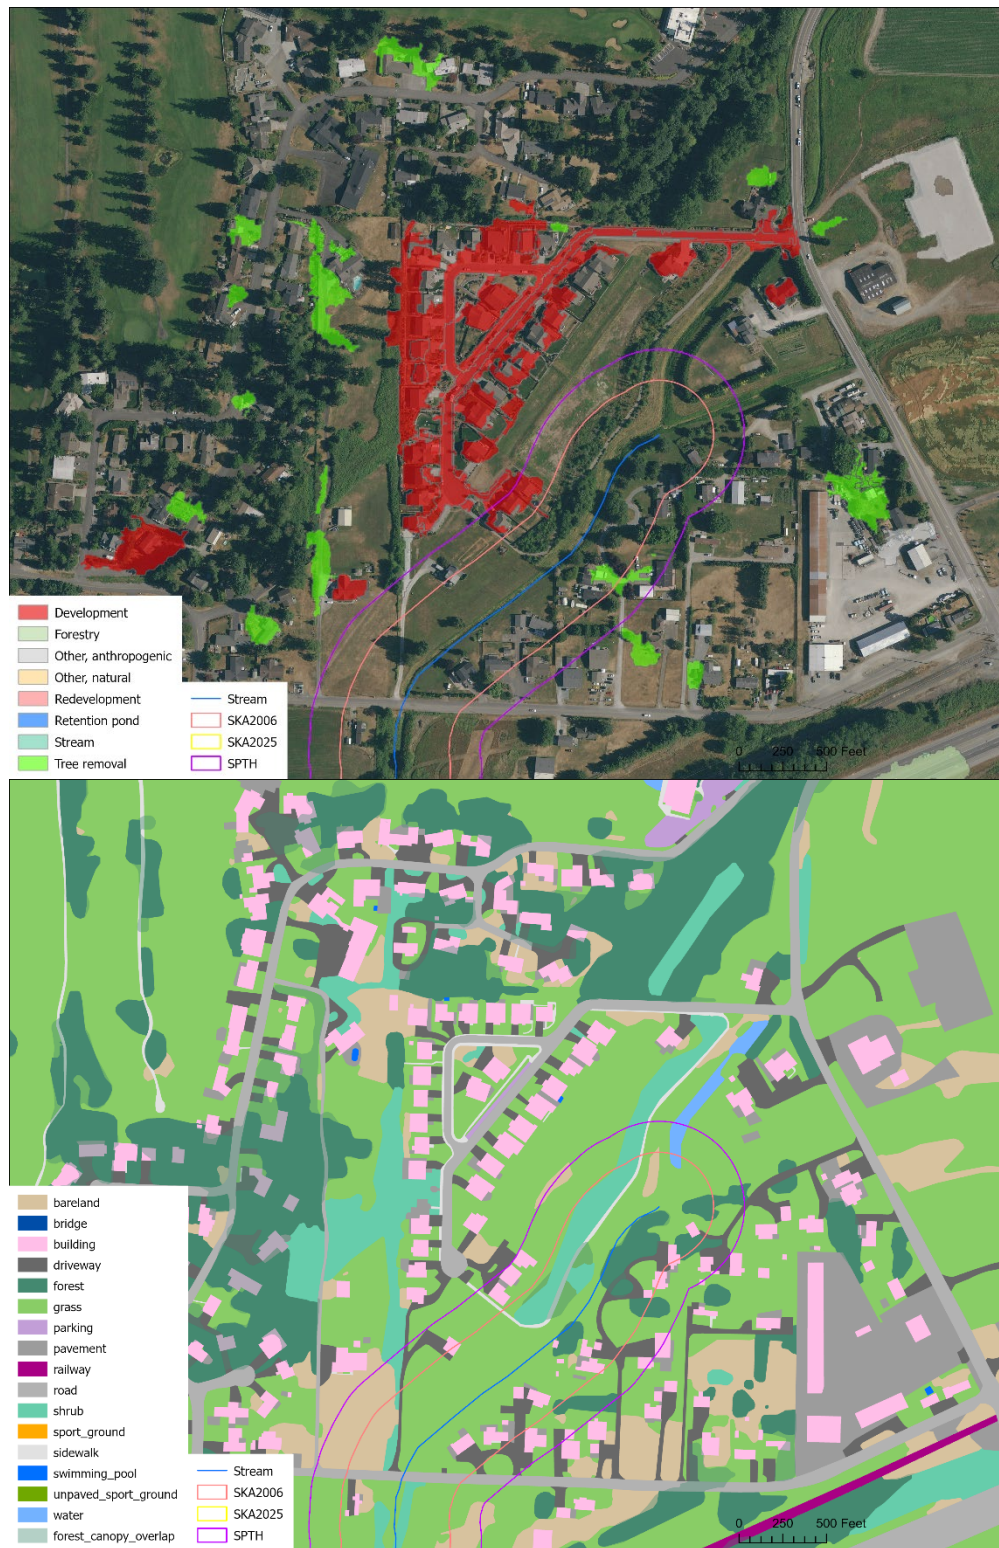 Development
Forestry
Other, anthropogenic
Other, natural
Redevelopment
Retention pond
Stream
Tree removal
Stream
SKA2006
SKA2025
SPTH
0 250 500 Feet
bareland
bridge
building
driveway
forest
grass
parking
pavement
railway
road
shrub
sport_ground
sidewalk
swimming_pool
unpaved_sport_ground
water
forest_canopy_overlap
Stream
SKA2006
SKA2025
SPTH
0 250 500 Feet